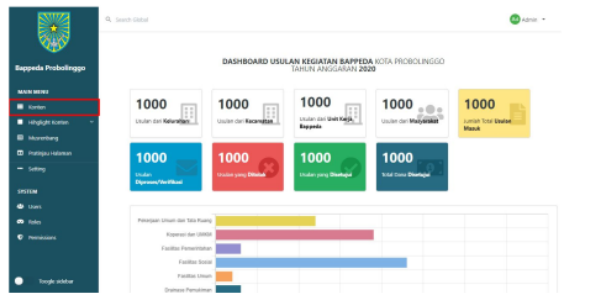 Search Global
Admin
Bappeda Probolinggo
DASHBOARD USULAN KEGIATAN BAPPEDA KOTA PROBOLINGGO
TAHUN ANGGARAN 2020
MAIN MENU
Konten
Hihglight Konten
Musrenbang
Pratinjau Halaman
Setting
SYSTEM
Users
Roles
Permissions
Toogle sidebar
1000
Usulan dari Kelurahan
1000
Usulan dari Kecamatan
1000
Usulan dari Unit Kerja
Bappeda
1000
Usulan dari Masyarakat
1000
Jumlah Total Usulan
Masuk
1000
Usulan
Diproses/Verifikasi
1000
Usulan yang Ditolak
1000
Usulan yang Disetujui
1000
Total Dana Disetujui
Pekerjaan Umum dan Tata Ruang
Koperasi dan UMKM
Fasilitas Pemerintahan
Fasilitas Sosial
Fasilitas Umum
Drainase Pemukiman